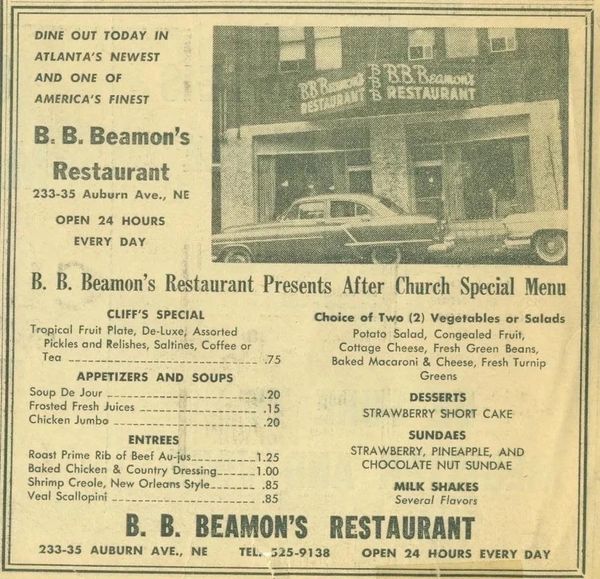 DINE OUT TODAY IN
ATLANTA'S NEWEST
AND ONE OF
AMERICA'S FINEST
B. B. Beamon's
Restaurant
233-35 Auburn Ave., NE
OPEN 24 HOURS
EVERY DAY
B.B. Beamon's
RESTAURANT
B
B
B
B.B. Beamon's
RESTAURANT
B. B. Beamon's Restaurant Presents After Church Special Menu
CLIFF'S SPECIAL
Tropical Fruit Plate, De-Luxe, Assorted
Pickles and Relishes, Saltines, Coffee or
Tea .75
APPETIZERS AND SOUPS
Soup De Jour .20
Frosted Fresh Juices .15
Chicken Jumbo .20
ENTREES
Roast Prime Rib of Beef Au-jus 1.25
Baked Chicken & Country Dressing 1.00
Shrimp Creole, New Orleans Style .85
Veal Scallopini .85
Choice of Two (2) Vegetables or Salads
Potato Salad, Congealed Fruit,
Cottage Cheese, Fresh Green Beans,
Baked Macaroni & Cheese, Fresh Turnip
Greens
DESSERTS
STRAWBERRY SHORT CAKE
SUNDAES
STRAWBERRY, PINEAPPLE, AND
CHOCOLATE NUT SUNDAE
MILK SHAKES
Several Flavors
B. B. BEAMON'S RESTAURANT
233-35 AUBURN AVE., NE TEL. 525-9138 OPEN 24 HOURS EVERY DAY